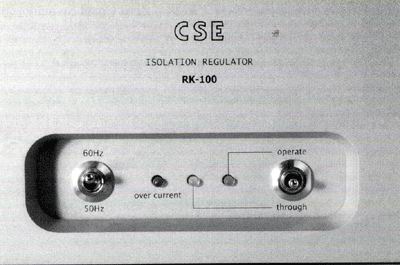 CSE
ISOLATION REGULATOR
RK-100
60Hz
operate
over current
50Hz
through